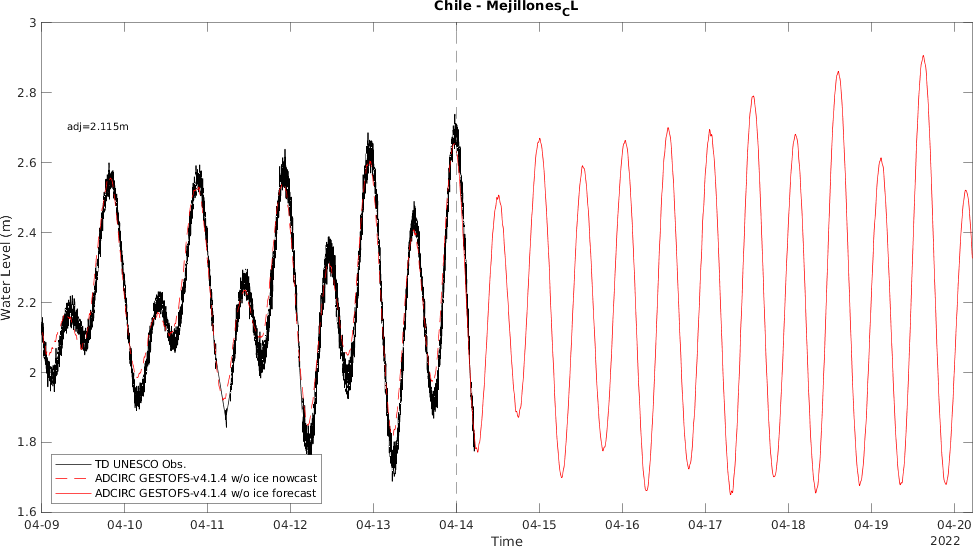 Chile - Mejillones_CL
3
2.8
adj=2.115m
2.6
2.4
Water Level (m)
2.2
2
1.8
TD UNESCO Obs.
ADCIRC GESTOFS-v4.1.4 w/o ice nowcast
ADCIRC GESTOFS-v4.1.4 w/o ice forecast
1.6
04-09 04-10 04-11 04-12 04-13 04-14 04-15 04-16 04-17 04-18 04-19 04-20
Time
2022